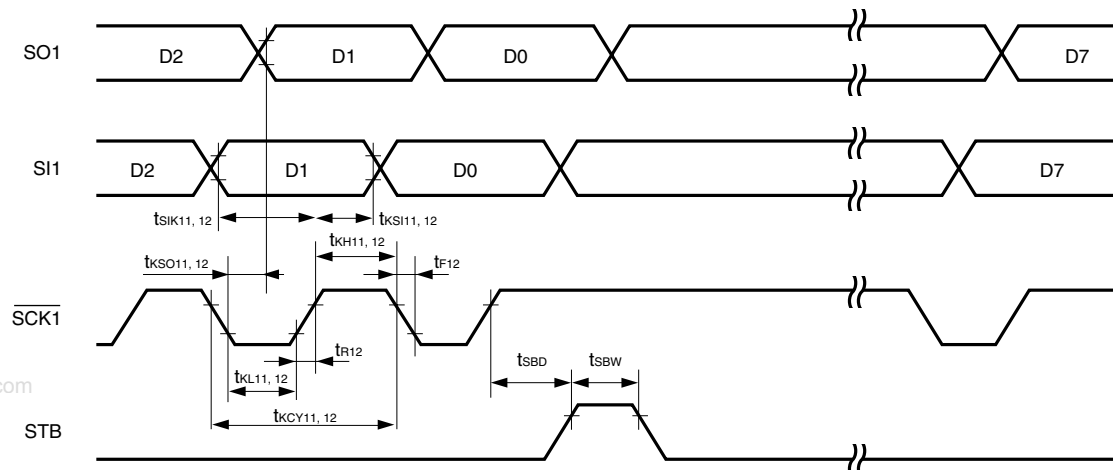 SO1 D2 D1 D0 D7
SI1 D2 D1 D0 D7
tSIK11, 12 tKSI11, 12
tKH11, 12
tKSO11, 12 tF12
SCK1
tR12
tSBD tSBW
tKL11, 12
com
tKCY11, 12
STB